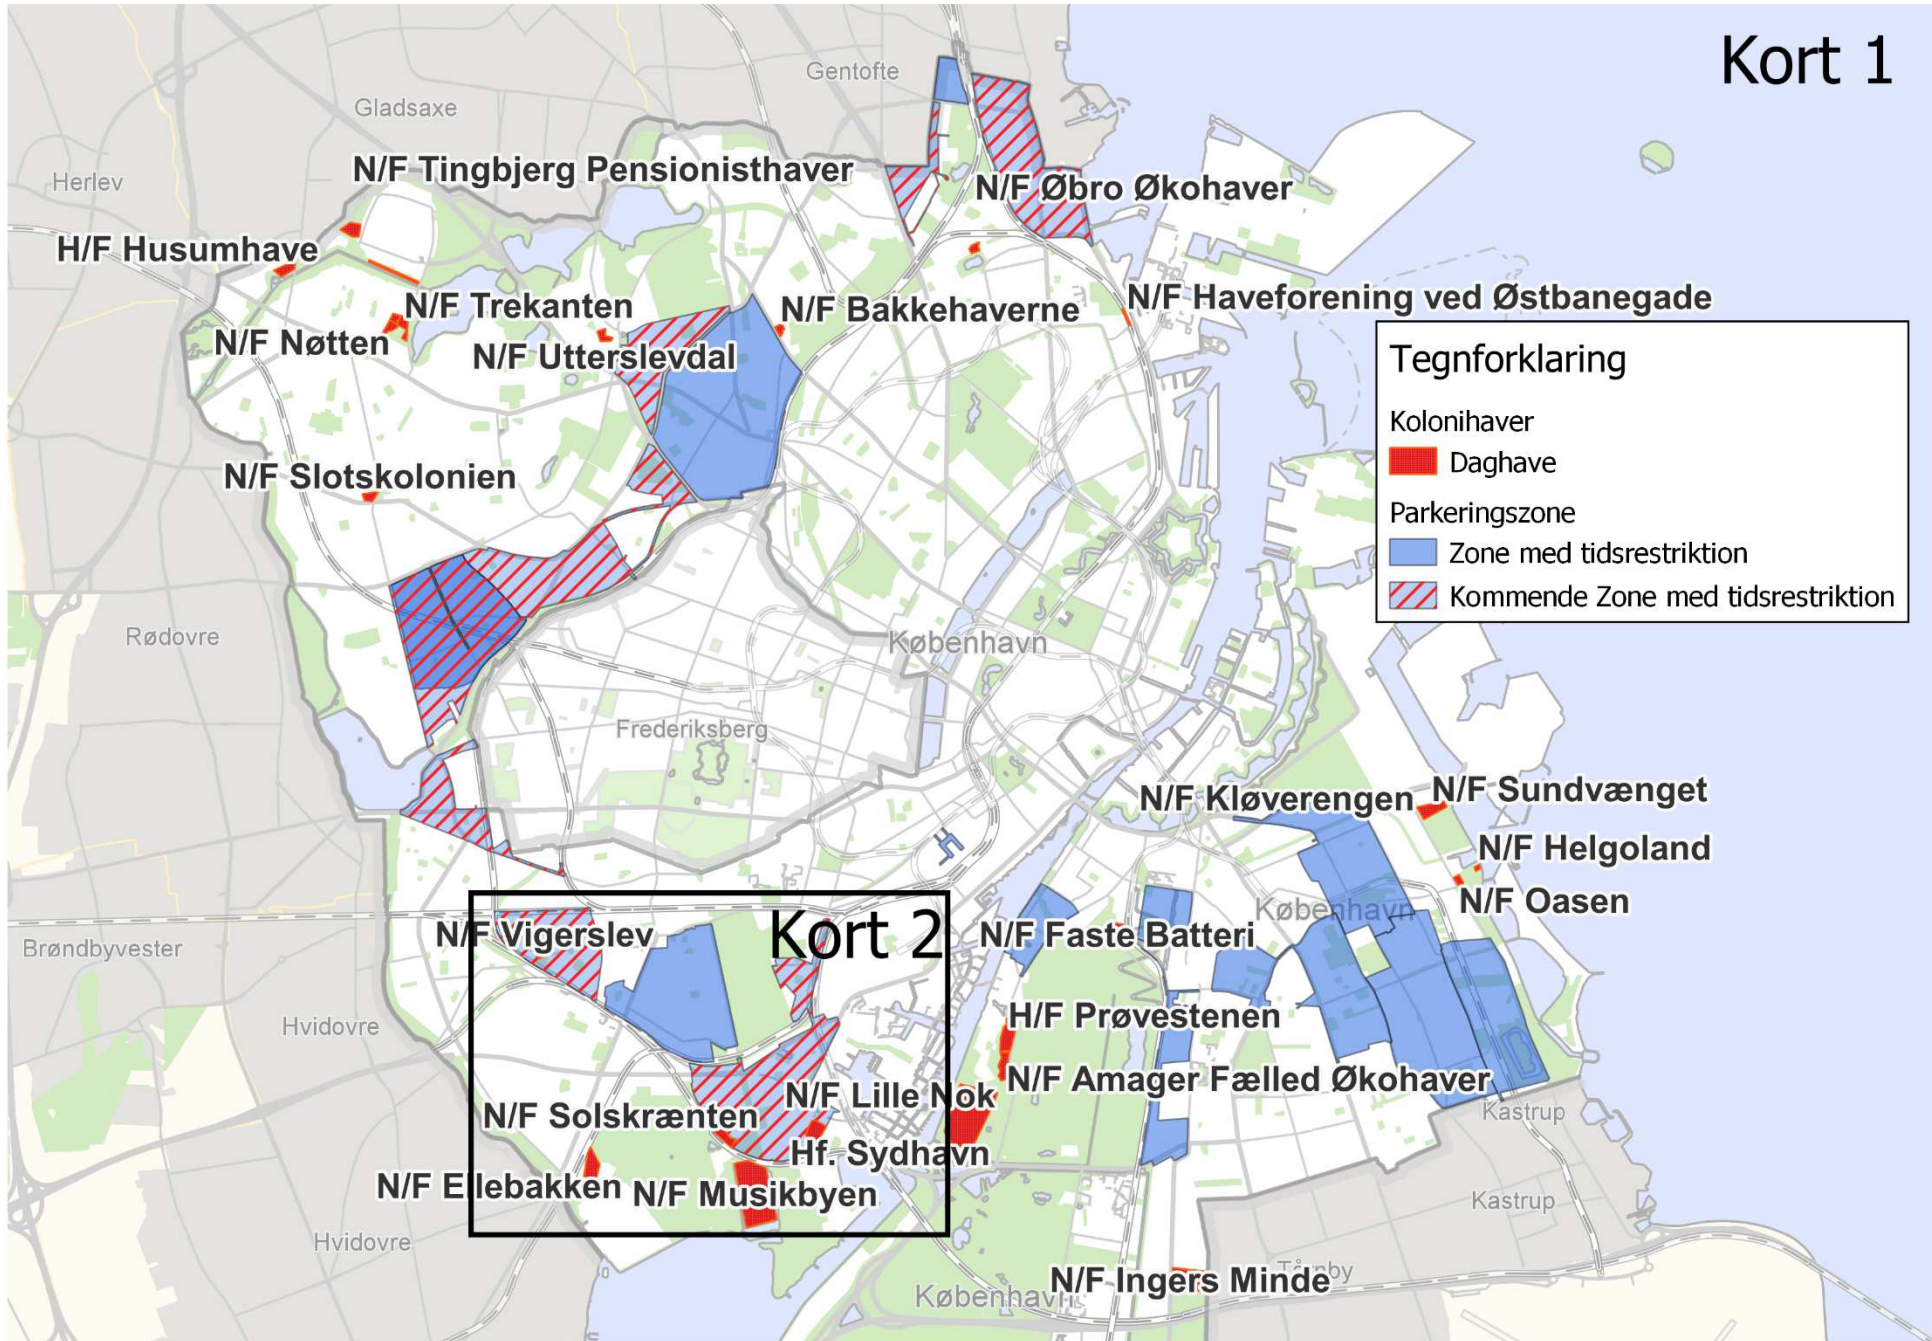 Kort 1
Gentofte
Gladsaxe
N/F Tingbjerg Pensionisthaver
Herlev
N/F Øbro Økohaver
H/F Husumhave
N/F Trekanten
N/F Bakkehaverne
N/F Haveforening ved Østbanegade
N/F Nøtten
N/F Utterslevdal
Tegnforklaring
Kolonihaver
Daghave
Parkeringszone
Zone med tidsrestriktion
Kommende Zone med tidsrestriktion
N/F Slotskolonien
Rødovre
København
Frederiksberg
N/F Kløverengen
N/F Sundvænget
N/F Helgoland
N/F Oasen
København
Brøndbyvester
N/F Vigerslev
Kort 2
N/F Faste Batteri
Hvidovre
H/F Prøvestenen
N/F Amager Fælled Økohaver
N/F Lille Nok
N/F Solskrænten
Kastrup
Hf. Sydhavn
N/F Ellebakken
N/F Musikbyen
Kastrup
Hvidovre
N/F Ingers Minde
Tårnby
København